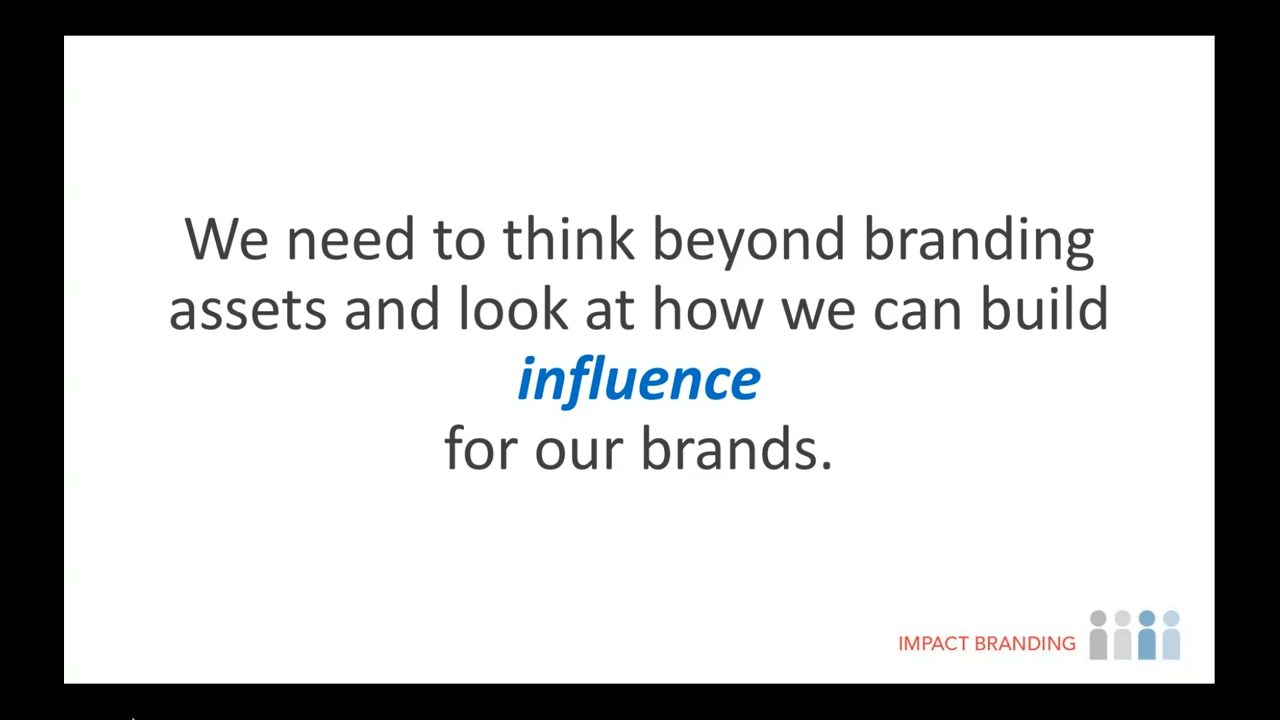 We need to think beyond branding
assets and look at how we can build
influence
for our brands.
IMPACT BRANDING